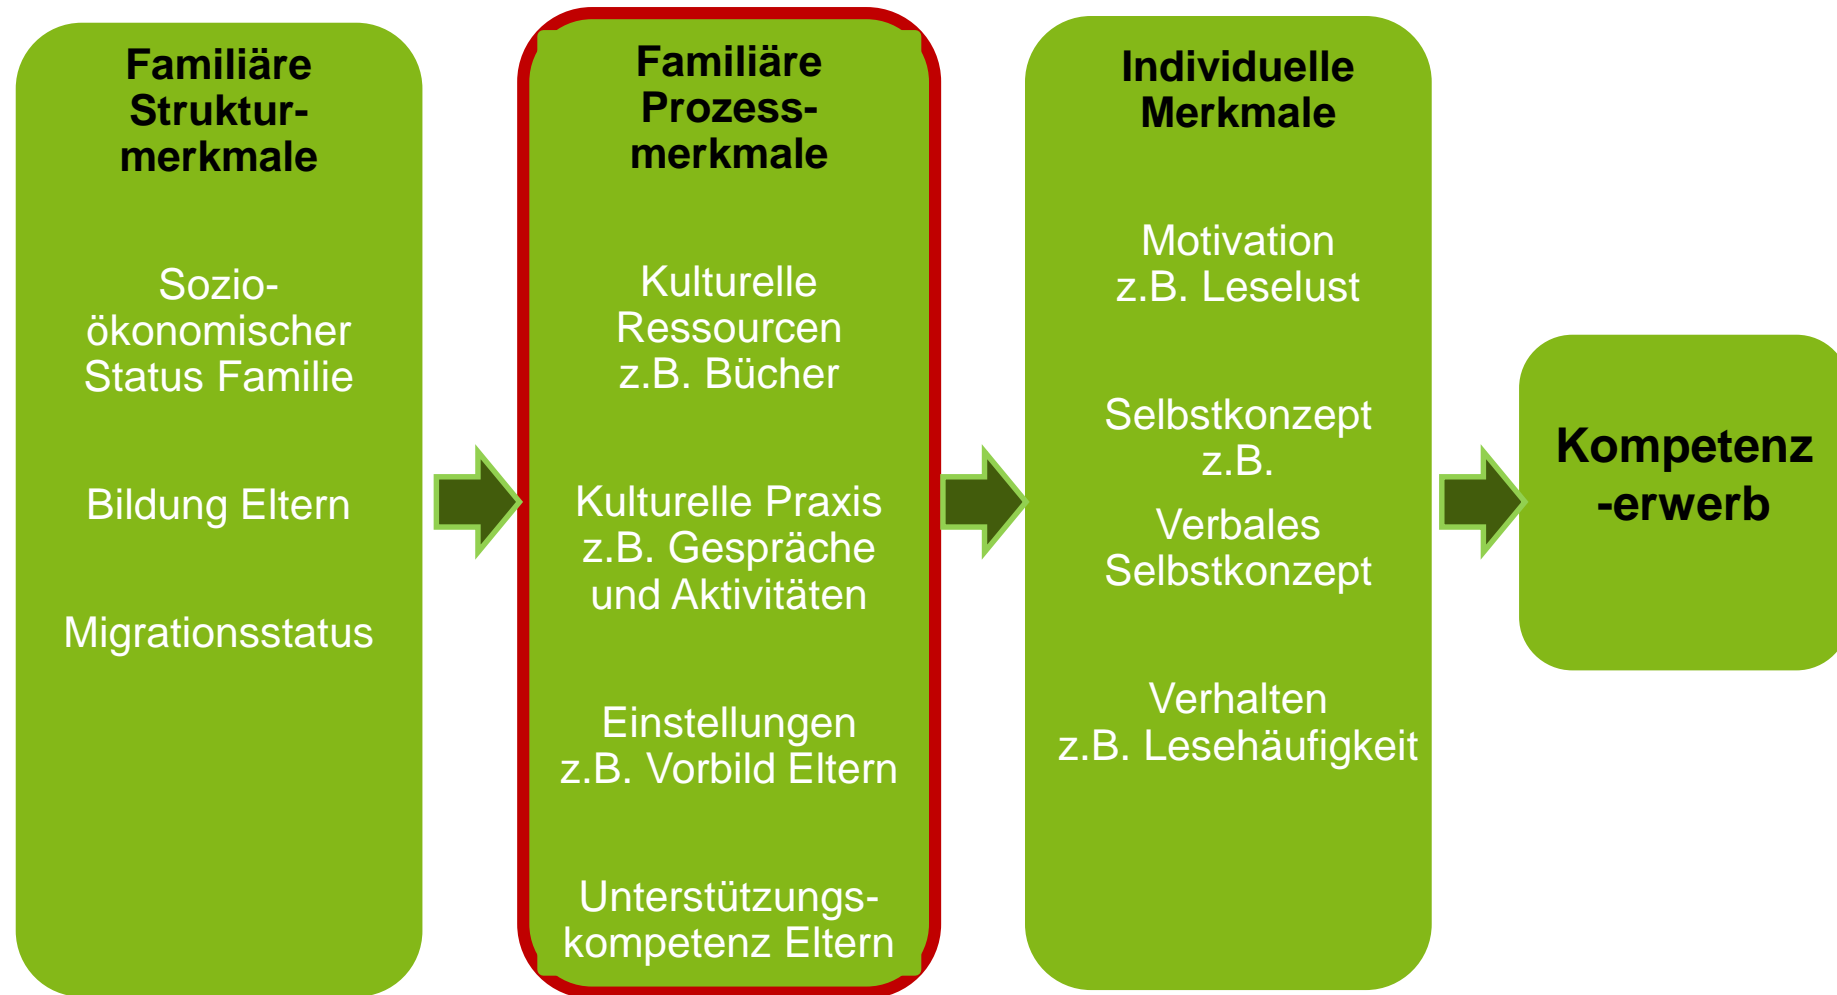 Familiäre
Struktur-
merkmale
Sozio-
ökonomischer
Status Familie
Bildung Eltern
Migrationsstatus
Familiäre
Prozess-
merkmale
Kulturelle
Ressourcen
z.B. Bücher
Kulturelle Praxis
z.B. Gespräche
und Aktivitäten
Einstellungen
z.B. Vorbild Eltern
Unterstützungs-
kompetenz Eltern
Individuelle
Merkmale
Motivation
z.B. Leselust
Selbstkonzept
z.B.
Verbales
Selbstkonzept
Verhalten
z.B. Lesehäufigkeit
Kompetenz
-erwerb